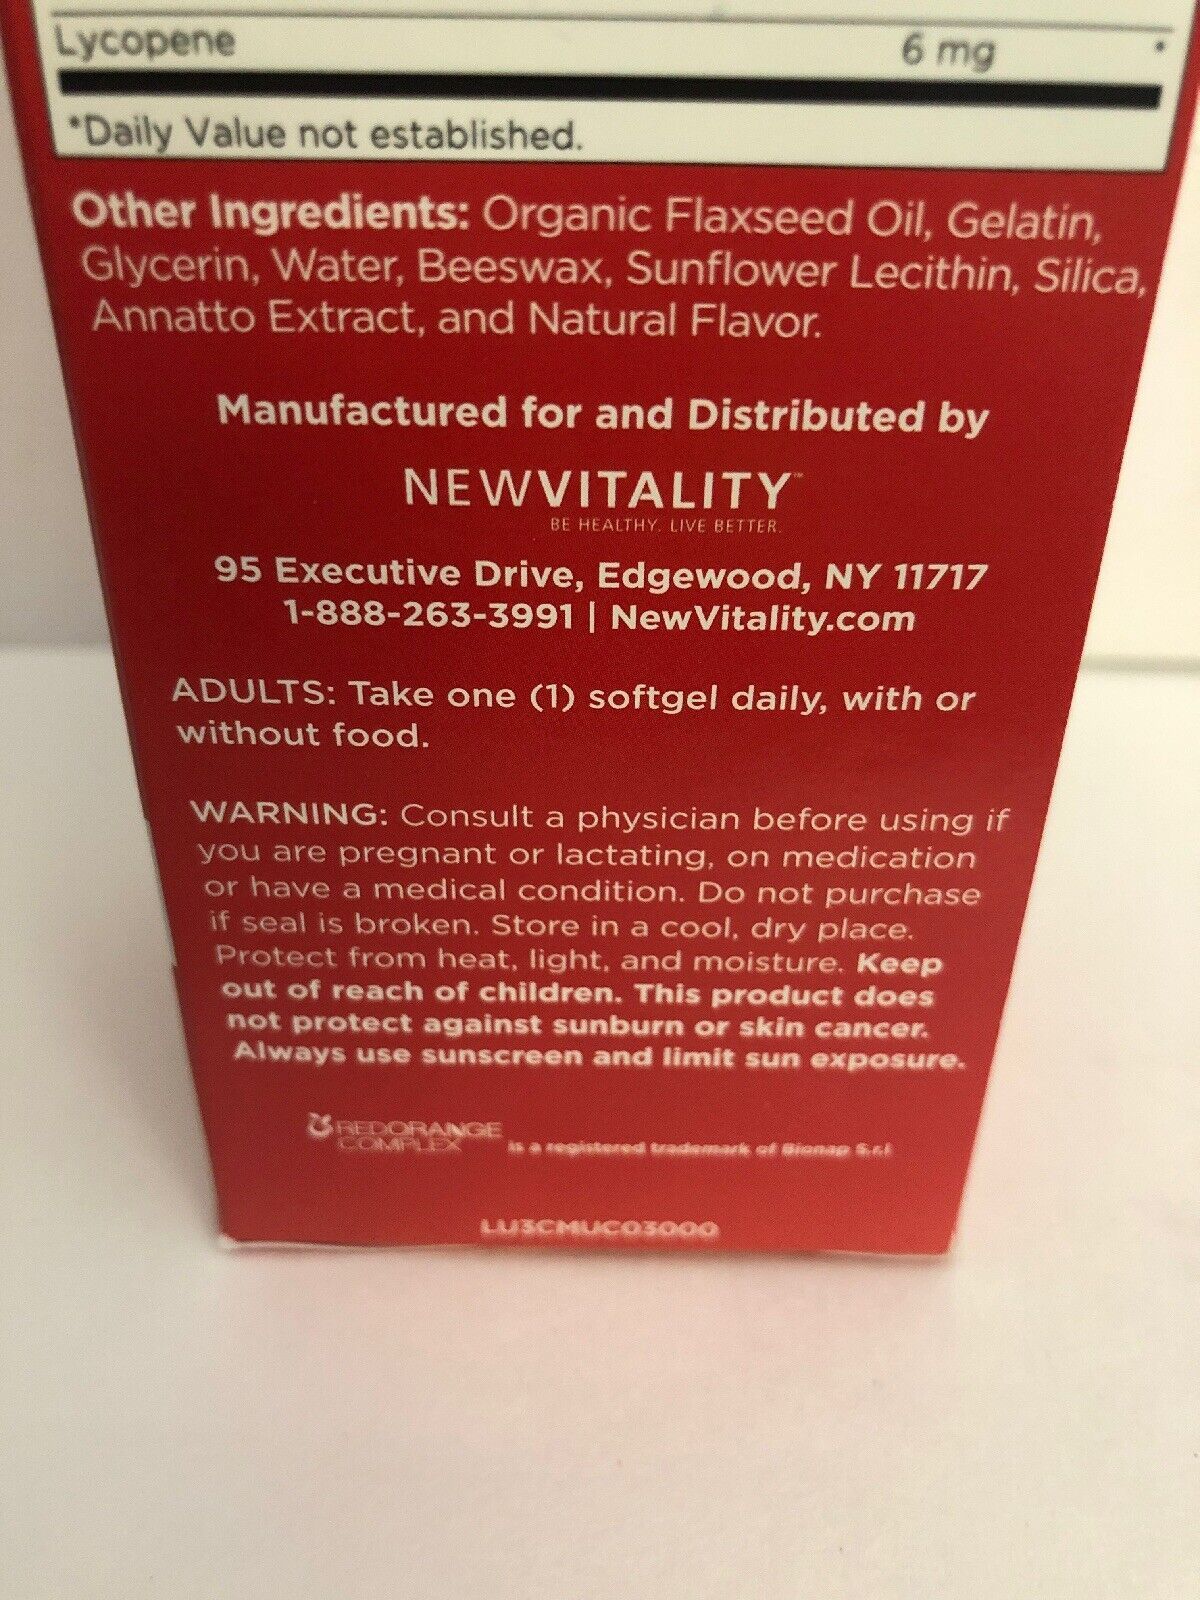 Lycopene 6 mg *
*Daily Value not established.
Other Ingredients: Organic Flaxseed Oil, Gelatin,
Glycerin, Water, Beeswax, Sunflower Lecithin, Silica,
Annatto Extract, and Natural Flavor.
Manufactured for and Distributed by
NEWVITALITY™
BE HEALTHY. LIVE BETTER.
95 Executive Drive, Edgewood, NY 11717
1-888-263-3991 | NewVitality.com
ADULTS: Take one (1) softgel daily, with or
without food.
WARNING: Consult a physician before using if
you are pregnant or lactating, on medication
or have a medical condition. Do not purchase
if seal is broken. Store in a cool, dry place.
Protect from heat, light, and moisture. Keep
out of reach of children. This product does
not protect against sunburn or skin cancer.
Always use sunscreen and limit sun exposure.
REDORANGE
COMPLEX is a registered trademark of Bionap S.r.l
LU3CMUC03000